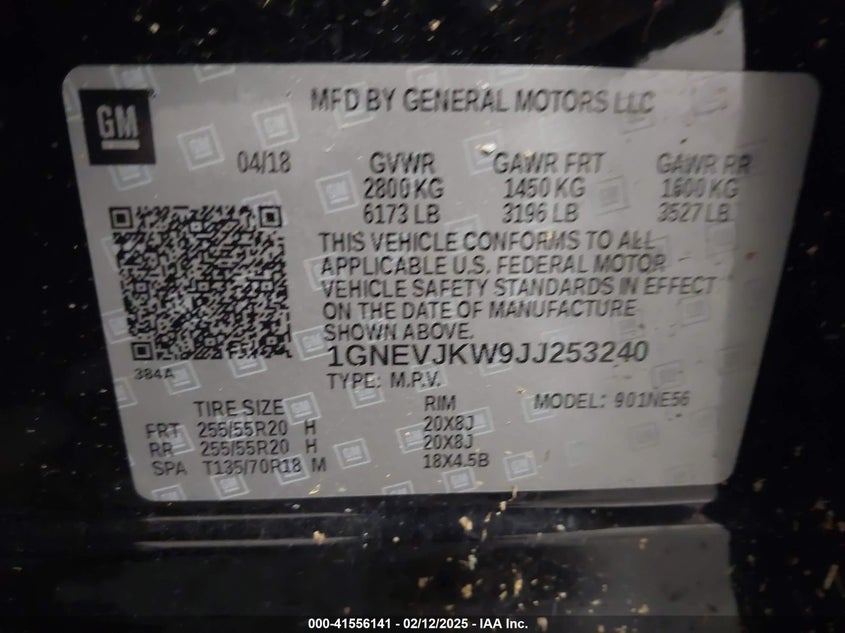 GM
MFD BY GENERAL MOTORS LLC
04/18 GVWR GAWR FRT GAWR RR
2800 KG 1450 KG 1600 KG
6173 LB 3196 LB 3527 LB
THIS VEHICLE CONFORMS TO ALL
APPLICABLE U.S. FEDERAL MOTOR
VEHICLE SAFETY STANDARDS IN EFFECT
ON THE DATE OF MANUFACTURE
SHOWN ABOVE.
1GNEVJKW9JJ253240
384A
TYPE: M.P.V.
TIRE SIZE RIM MODEL: 901NE56
FRT 255/55R20 H 20X8J
RR 255/55R20 H 20X8J
SPA T135/70R18 M 18X4.5B
000-41556141 - 02/12/2025 - IAA Inc.